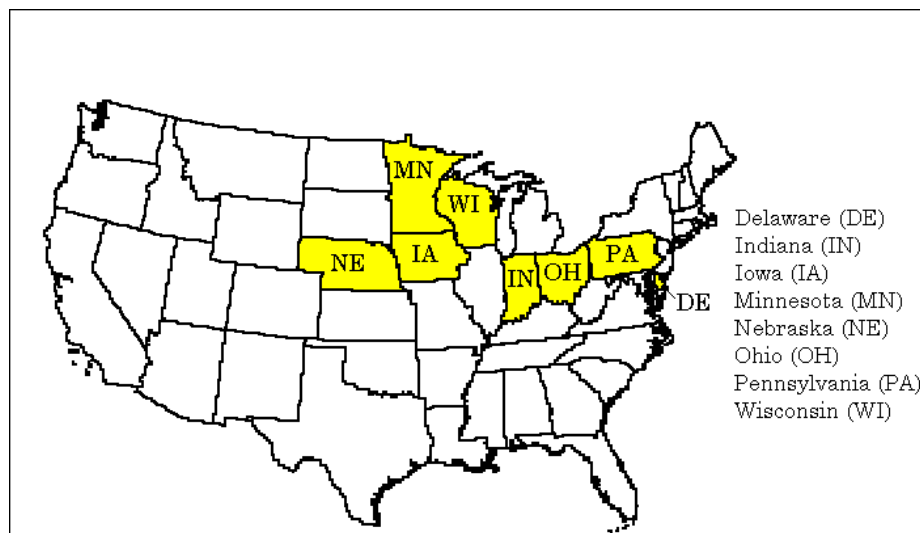 MN
WI
NE
IA
IN
OH
PA
DE
Delaware (DE)
Indiana (IN)
Iowa (IA)
Minnesota (MN)
Nebraska (NE)
Ohio (OH)
Pennsylvania (PA)
Wisconsin (WI)